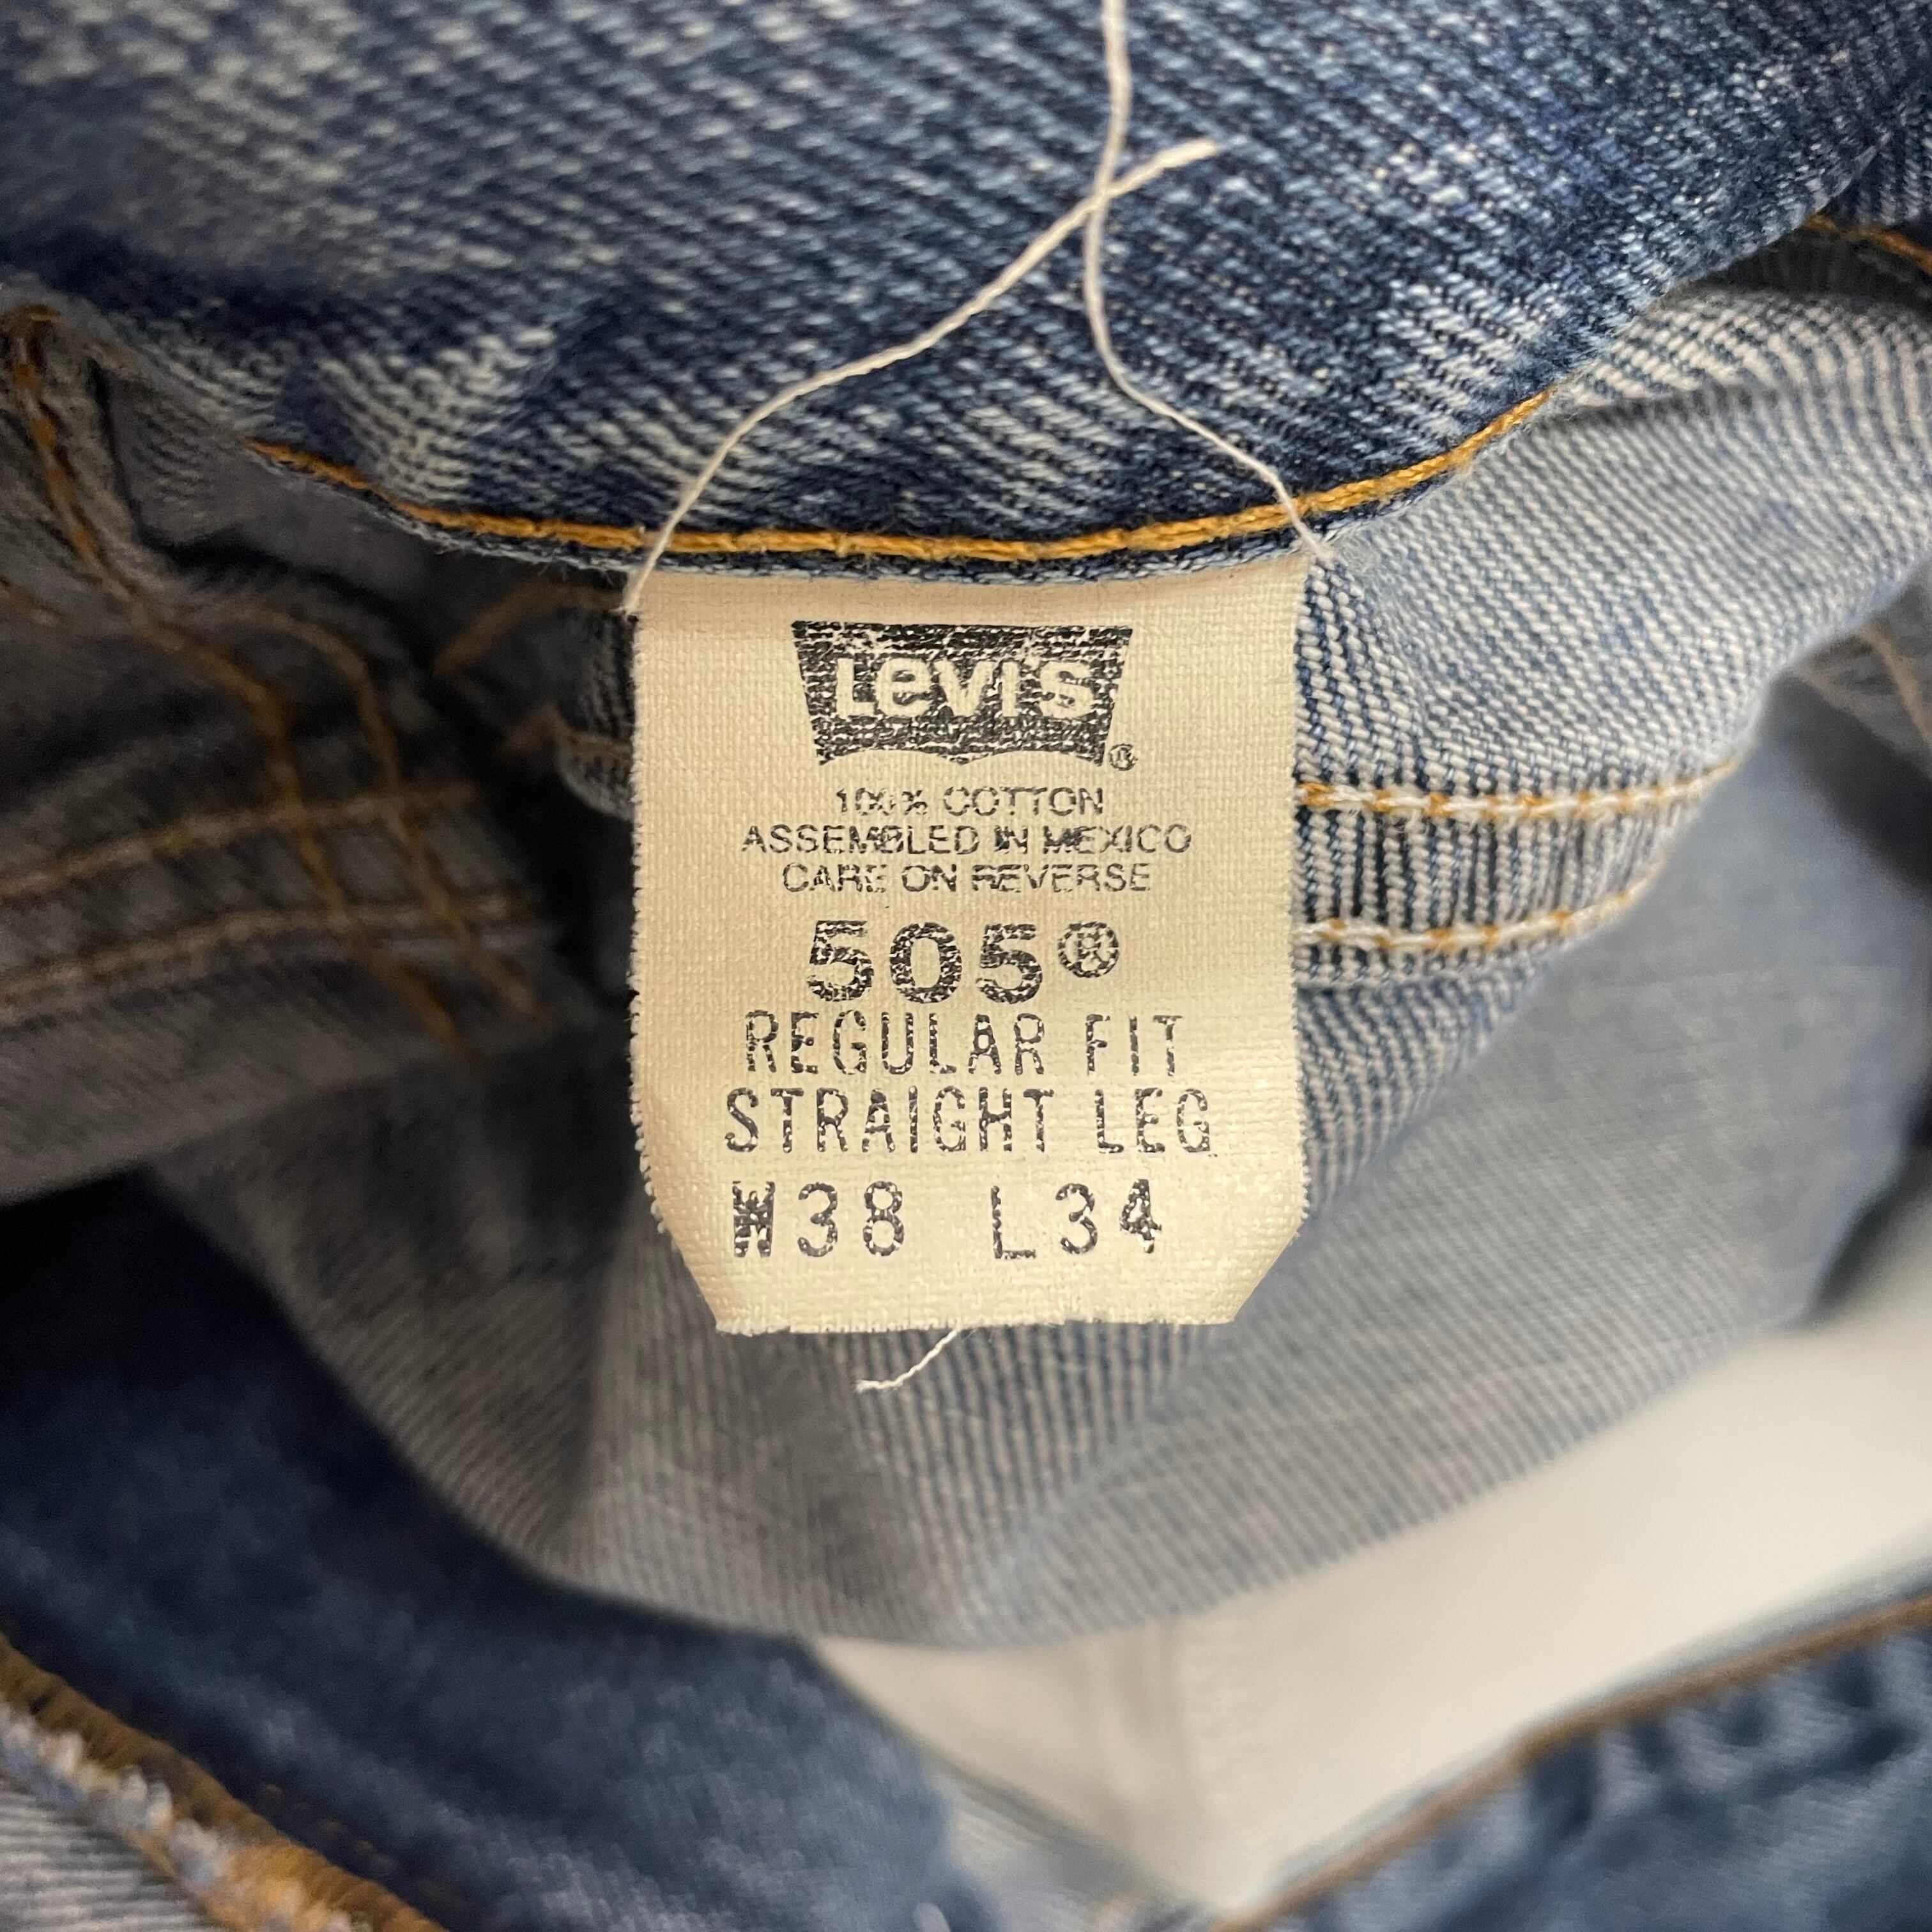 Levi's ®
100% COTTON
ASSEMBLED IN MEXICO
CARE ON REVERSE
505®
REGULAR FIT
STRAIGHT LEG
W38 L34